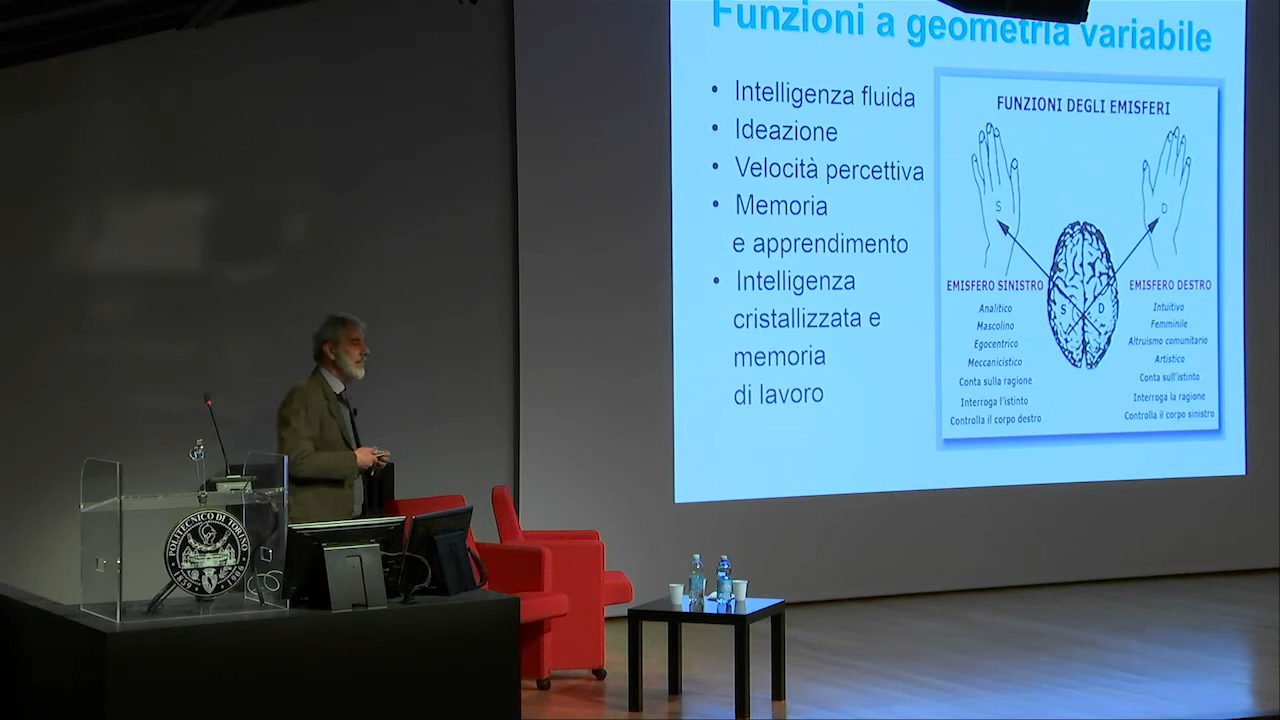 Funzioni a geometria variabile
• Intelligenza fluida
• Ideazione
• Velocità percettiva
• Memoria
e apprendimento
• Intelligenza
cristallizzata e
memoria
di lavoro
FUNZIONI DEGLI EMISFERI
S
D
EMISFERO SINISTRO
Analitico
Mascolino
Egocentrico
Meccanicistico
Conta sulla ragione
Interroga l'istinto
Controlla il corpo destro
S D
EMISFERO DESTRO
Intuitivo
Femminile
Altruismo comunitario
Artistico
Conta sull'istinto
Interroga la ragione
Controlla il corpo sinistro
POLITECNICO DI TORINO
1859 1906